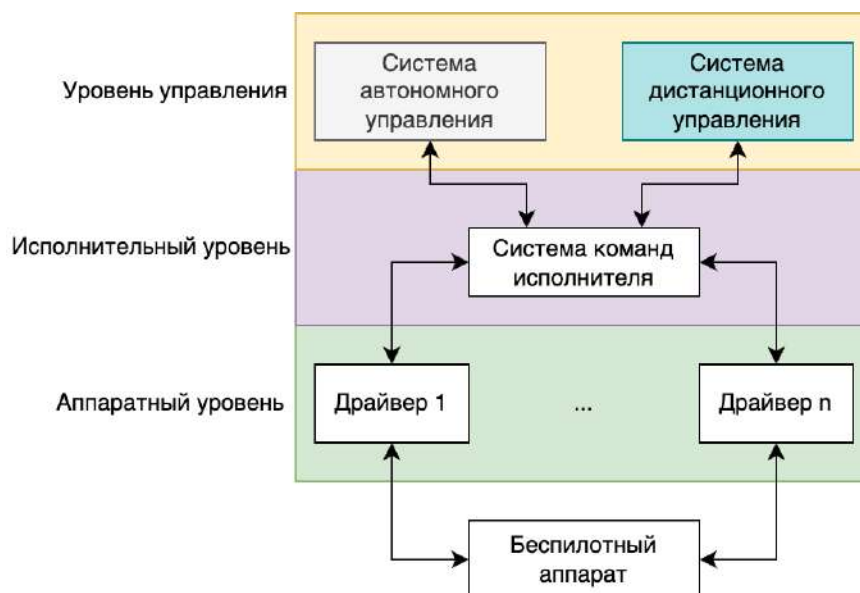 Уровень управления
Система
автономного
управления
Система
дистанционного
управления
Исполнительный уровень
Система команд
исполнителя
Аппаратный уровень
Драйвер 1
...
Драйвер n
Беспилотный
аппарат